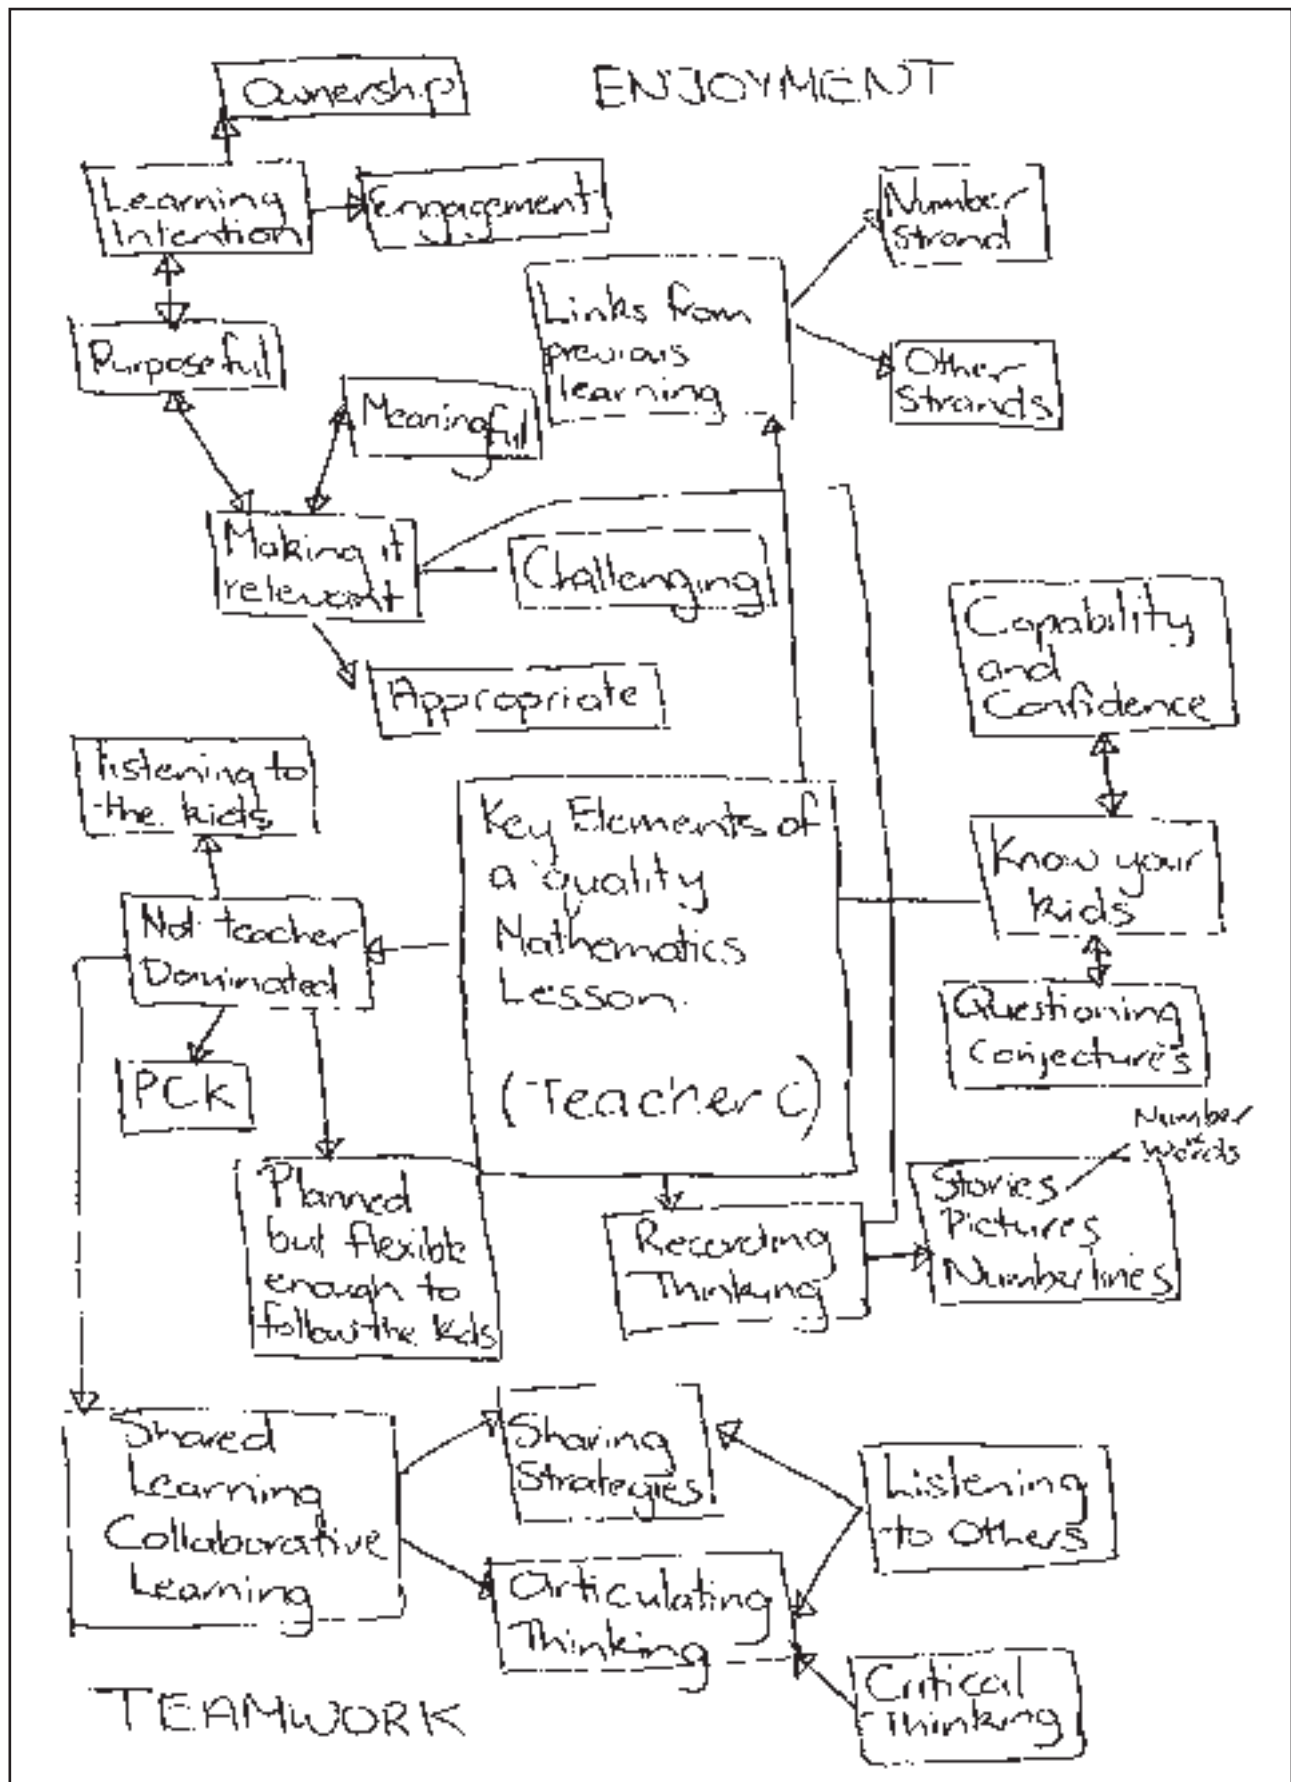 Ownership
ENJOYMENT
Learning
Intention
Engagement
Number
Strand
Links from
previous
learning
Purposeful
Other
Strands
Meaningful
Making it
relevant
Challenging
Capability
and
Confidence
Appropriate
listening to
the kids
Key Elements of
a quality
Mathematics
Lesson.
(Teacher C)
Know your
kids
Not teacher
Dominated
Questioning
Conjectures
PCK
Number
Words
Planned
but flexible
enough to
follow the kids
Recording
Thinking
Stories
Pictures
Numberlines
Shared
Learning
Collaborative
Learning
Sharing
Strategies
Listening
to Others
Articulating
Thinking
Critical
Thinking
TEAMWORK